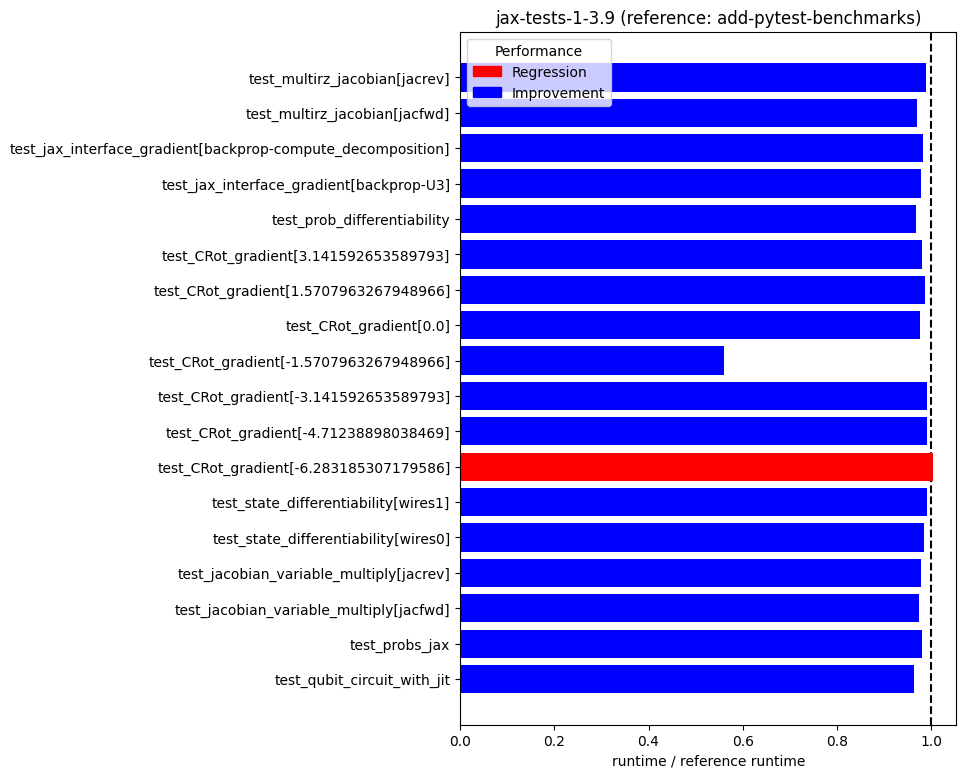 jax-tests-1-3.9 (reference: add-pytest-benchmarks)
Performance
Regression
Improvement
test_multirz_jacobian[jacrev]
test_multirz_jacobian[jacfwd]
test_jax_interface_gradient[backprop-compute_decomposition]
test_jax_interface_gradient[backprop-U3]
test_prob_differentiability
test_CRot_gradient[3.141592653589793]
test_CRot_gradient[1.5707963267948966]
test_CRot_gradient[0.0]
test_CRot_gradient[-1.5707963267948966]
test_CRot_gradient[-3.141592653589793]
test_CRot_gradient[-4.71238898038469]
test_CRot_gradient[-6.283185307179586]
test_state_differentiability[wires1]
test_state_differentiability[wires0]
test_jacobian_variable_multiply[jacrev]
test_jacobian_variable_multiply[jacfwd]
test_probs_jax
test_qubit_circuit_with_jit
0.0 0.2 0.4 0.6 0.8 1.0
runtime / reference runtime